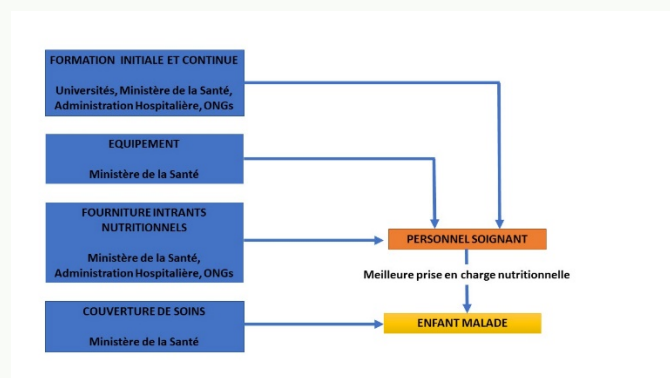 FORMATION INITIALE ET CONTINUE
Universités, Ministère de la Santé,
Administration Hospitalière, ONGs
EQUIPEMENT
Ministère de la Santé
FOURNITURE INTRANTS
NUTRITIONNELS
Ministère de la Santé,
Administration Hospitalière, ONGs
PERSONNEL SOIGNANT
Meilleure prise en charge nutritionnelle
COUVERTURE DE SOINS
Ministère de la Santé
ENFANT MALADE